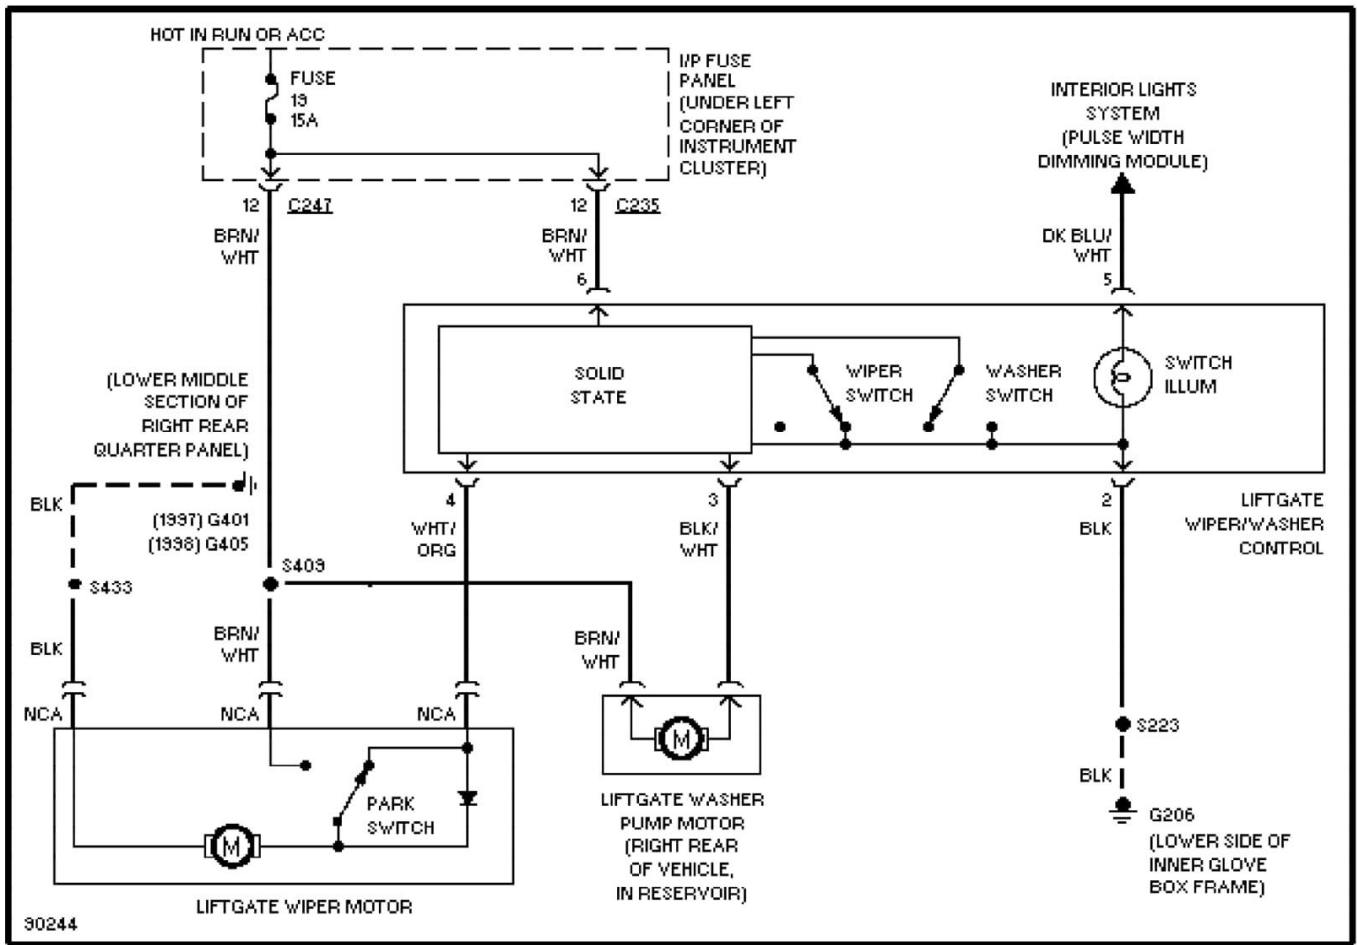 HOT IN RUN OR ACC
FUSE
19
15A
I/P FUSE
PANEL
(UNDER LEFT
CORNER OF
INSTRUMENT
CLUSTER)
INTERIOR LIGHTS
SYSTEM
(PULSE WIDTH
DIMMING MODULE)
12 C247
12 C235
BRN/
WHT
BRN/
WHT
DK BLU/
WHT
6
5
SOLID
STATE
WIPER
SWITCH
WASHER
SWITCH
SWITCH
ILLUM
(LOWER MIDDLE
SECTION OF
RIGHT REAR
QUARTER PANEL)
BLK
(1997) G401
(1998) G405
4
WHT/
ORG
3
BLK/
WHT
2
BLK
LIFTGATE
WIPER/WASHER
CONTROL
S433
S409
BLK
BRN/
WHT
BRN/
WHT
NCA
NCA
NCA
M
PARK
SWITCH
M
LIFTGATE WIPER MOTOR
LIFTGATE WASHER
PUMP MOTOR
(RIGHT REAR
OF VEHICLE,
IN RESERVOIR)
S223
BLK
G206
(LOWER SIDE OF
INNER GLOVE
BOX FRAME)
90244